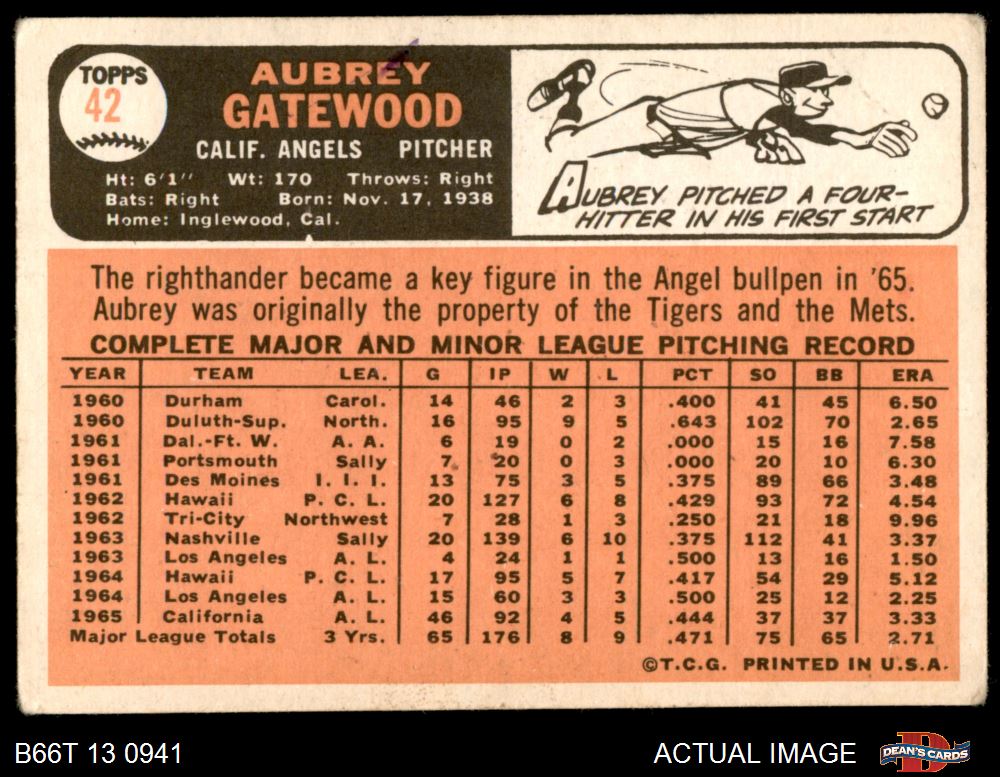 TOPPS
42
AUBREY
GATEWOOD
CALIF. ANGELS PITCHER
Ht: 6'1" Wt: 170 Throws: Right
Bats: Right Born: Nov. 17, 1938
Home: Inglewood, Cal.
AUBREY PITCHED A FOUR-
HITTER IN HIS FIRST START
The righthander became a key figure in the Angel bullpen in '65.
Aubrey was originally the property of the Tigers and the Mets.
COMPLETE MAJOR AND MINOR LEAGUE PITCHING RECORD
YEAR TEAM LEA. G IP W L PCT SO BB ERA
1960 Durham Carol. 14 46 2 3 .400 41 45 6.50
1960 Duluth-Sup. North. 16 95 9 5 .643 102 70 2.65
1961 Dal.-Ft. W. A. A. 6 19 0 2 .000 15 16 7.58
1961 Portsmouth Sally 7 20 0 3 .000 20 10 6.30
1961 Des Moines I. I. I. 13 75 3 5 .375 89 66 3.48
1962 Hawaii P. C. L. 20 127 6 8 .429 93 72 4.54
1962 Tri-City Northwest 7 28 1 3 .250 21 18 9.96
1963 Nashville Sally 20 139 6 10 .375 112 41 3.37
1963 Los Angeles A. L. 4 24 1 1 .500 13 16 1.50
1964 Hawaii P. C. L. 17 95 5 7 .417 54 29 5.12
1964 Los Angeles A. L. 15 60 3 3 .500 25 12 2.25
1965 California A. L. 46 92 4 5 .444 37 37 3.33
Major League Totals 3 Yrs. 65 176 8 9 .471 75 65 2.71
©T.C.G. PRINTED IN U.S.A.
B66T 13 0941 ACTUAL IMAGE DEAN'S CARDS